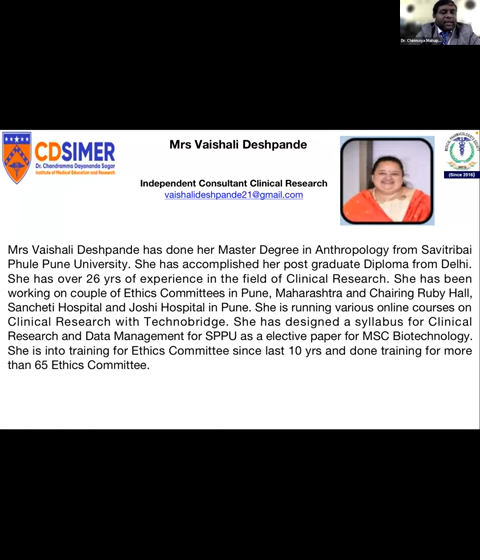 Dr. Chinmaya Mahap
CDSIMER
Dr. Chandramma Dayananda Sagar
Institute of Medical Education and Research
Mrs Vaishali Deshpande
Independent Consultant Clinical Research
vaishalideshpande21@gmail.com
(Since 2016)
Mrs Vaishali Deshpande has done her Master Degree in Anthropology from Savitribai
Phule Pune University. She has accomplished her post graduate Diploma from Delhi.
She has over 26 yrs of experience in the field of Clinical Research. She has been
working on couple of Ethics Committees in Pune, Maharashtra and Chairing Ruby Hall,
Sancheti Hospital and Joshi Hospital in Pune. She is running various online courses on
Clinical Research with Technobridge. She has designed a syllabus for Clinical
Research and Data Management for SPPU as a elective paper for MSC Biotechnology.
She is into training for Ethics Committee since last 10 yrs and done training for more
than 65 Ethics Committee.